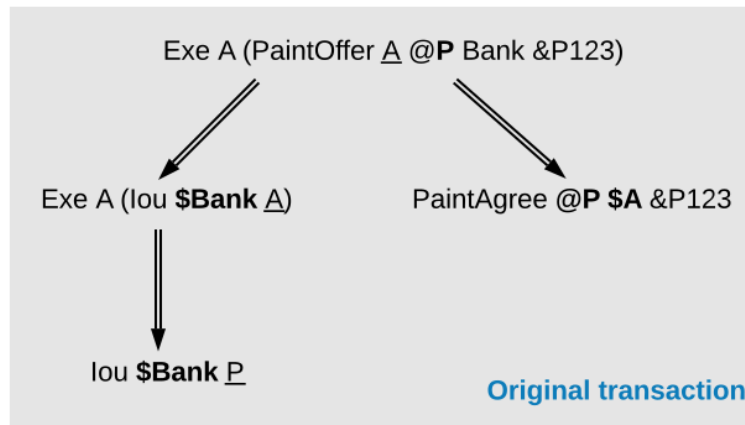 Exe A (PaintOffer A @P Bank &P123)
Exe A (Iou $Bank A)
PaintAgree @P $A &P123
Iou $Bank P
Original transaction